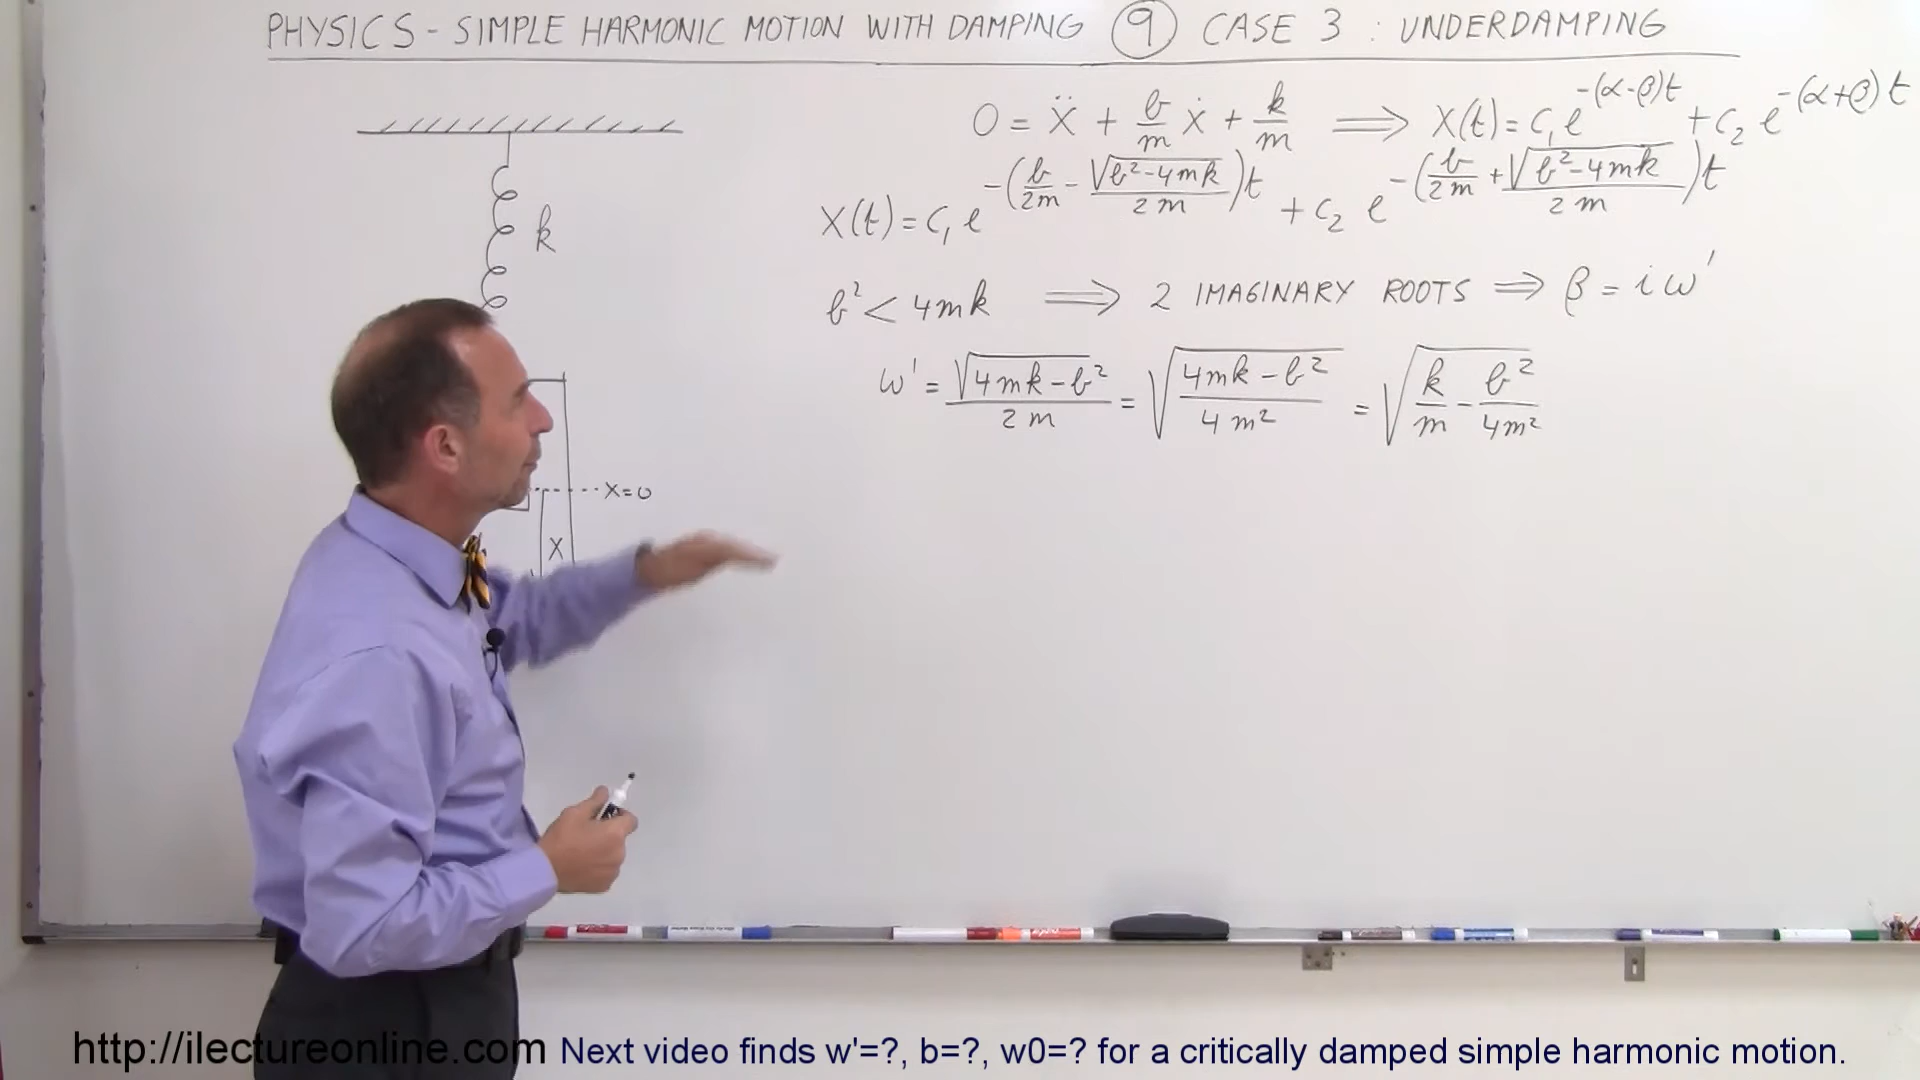 PHYSICS - SIMPLE HARMONIC MOTION WITH DAMPING 9 CASE 3 : UNDERDAMPING
0 = ẍ + b/m ẋ + k/m ⟹ X(t) = C₁ e^-(α-β)t + C₂ e^-(α+β)t
X(t) = C₁ e^-(b/2m - √(b²-4mk)/2m)t + C₂ e^-(b/2m + √(b²-4mk)/2m)t
k
b² < 4mk ⟹ 2 IMAGINARY ROOTS ⟹ β = iω'
ω' = √(4mk-b²)/2m = √((4mk-b²)/4m²) = √(k/m - b²/4m²)
X=0
X
http://ilectureonline.com Next video finds w'=?, b=?, w0=? for a critically damped simple harmonic motion.